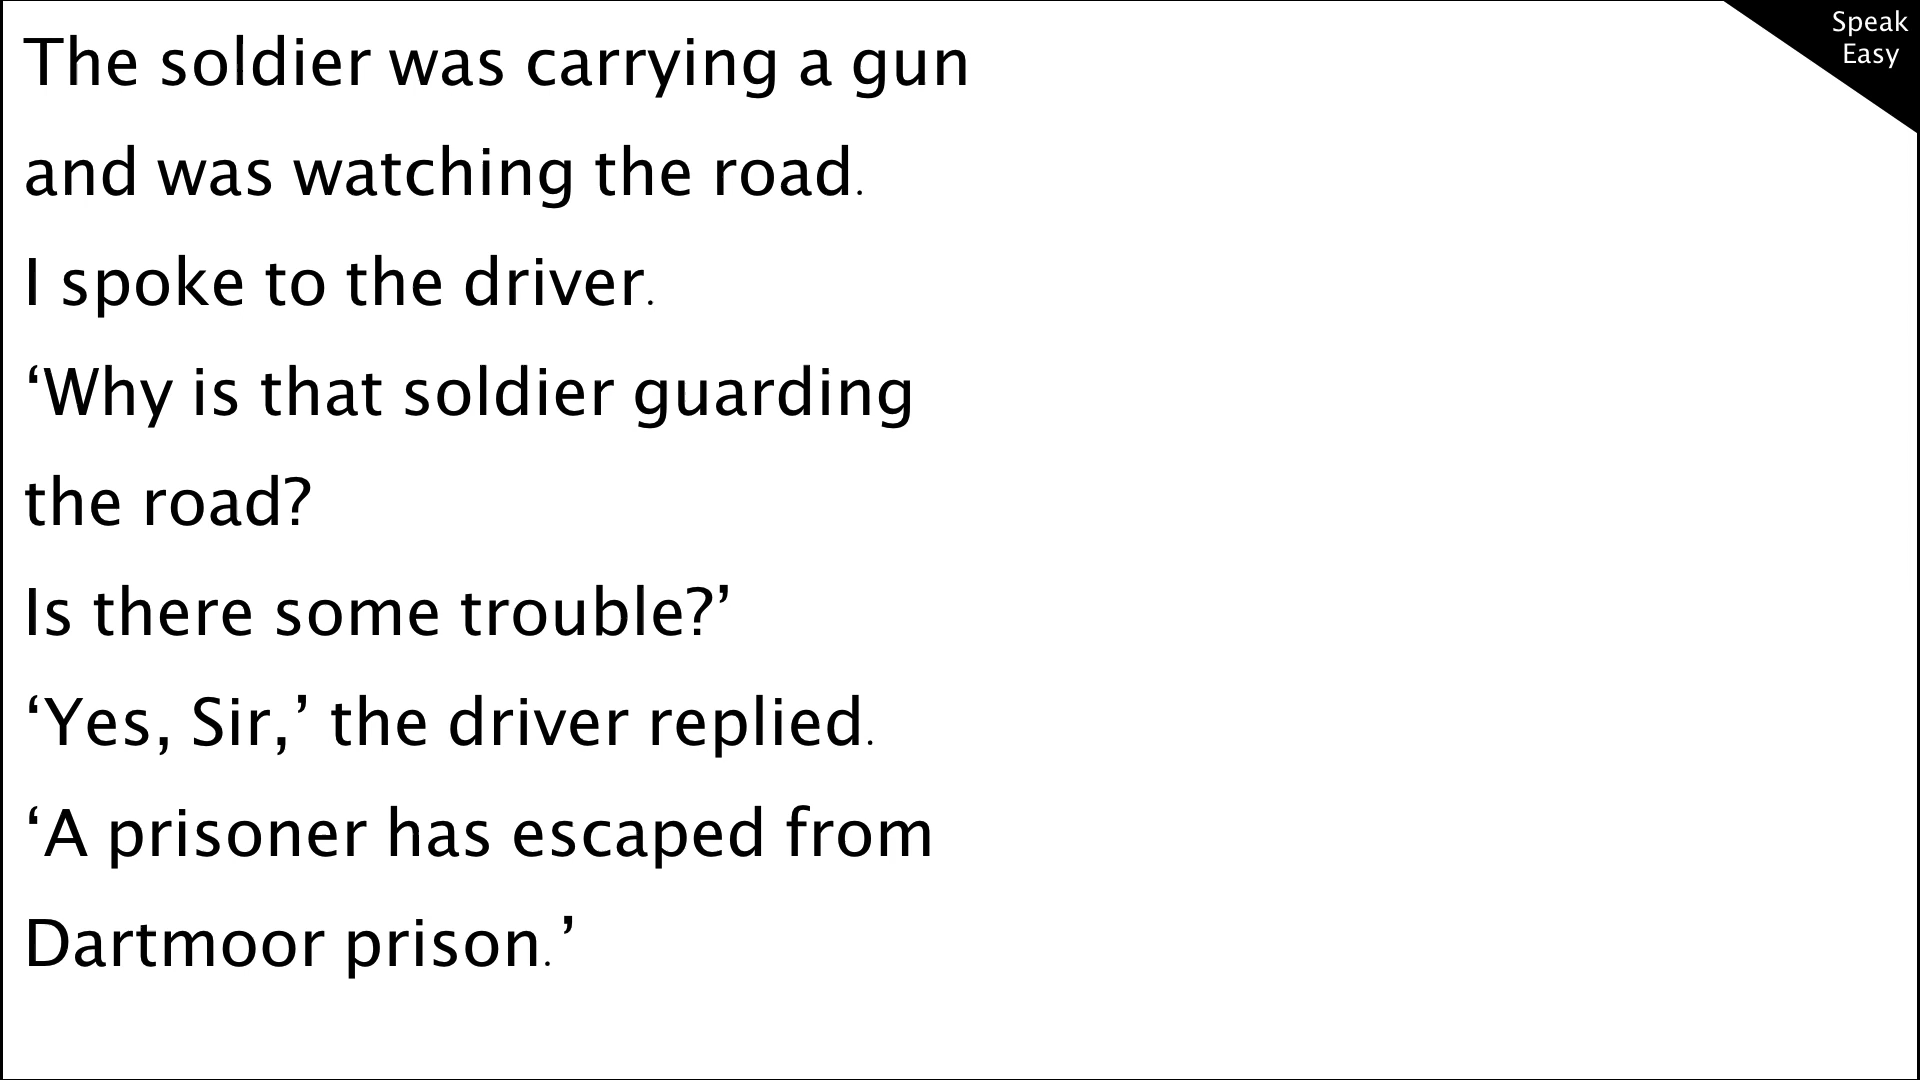 The soldier was carrying a gun
and was watching the road.
I spoke to the driver.
‘Why is that soldier guarding
the road?
Is there some trouble?’
‘Yes, Sir,’ the driver replied.
‘A prisoner has escaped from
Dartmoor prison.’
Speak
Easy